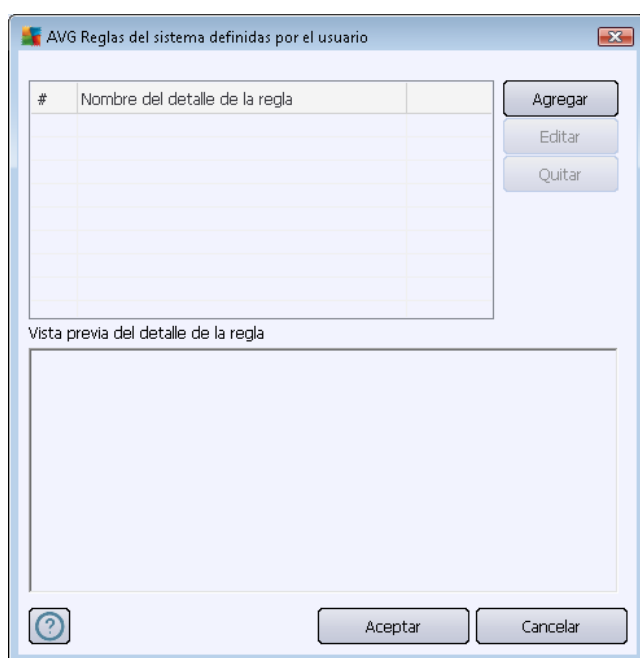 AVG Reglas del sistema definidas por el usuario
# Nombre del detalle de la regla
Agregar
Editar
Quitar
Vista previa del detalle de la regla
?
Aceptar
Cancelar